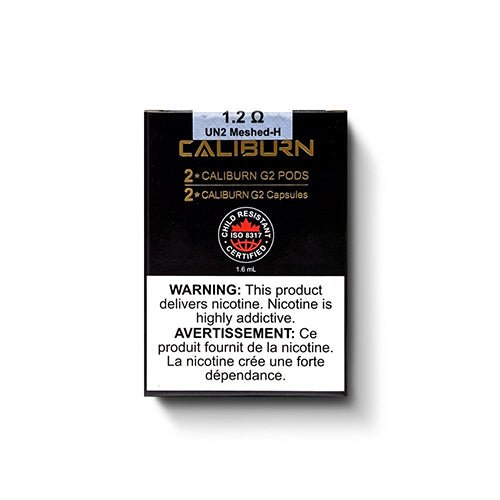 1.2 Ω
UN2 Meshed-H
CALIBURN
2* CALIBURN G2 PODS
2* CALIBURN G2 Capsules
CHILD RESISTANT
ISO 8317
CERTIFIED
1.6 mL
WARNING: This product
delivers nicotine. Nicotine is
highly addictive.
AVERTISSEMENT: Ce
produit fournit de la nicotine.
La nicotine crée une forte
dépendance.